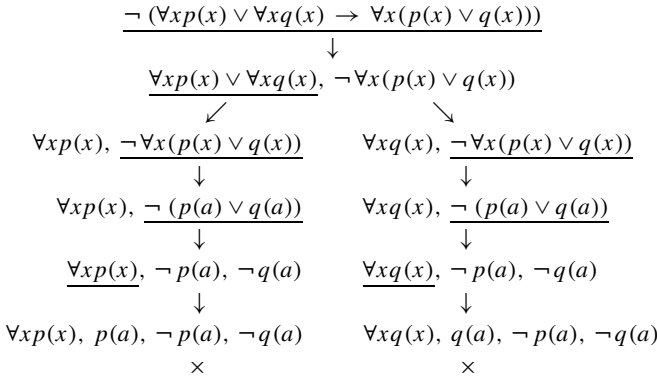 ¬ (∀xp(x) ∨ ∀xq(x) → ∀x(p(x) ∨ q(x)))
↓
∀xp(x) ∨ ∀xq(x), ¬∀x(p(x) ∨ q(x))
↙ ↘
∀xp(x), ¬∀x(p(x) ∨ q(x)) ∀xq(x), ¬∀x(p(x) ∨ q(x))
↓ ↓
∀xp(x), ¬ (p(a) ∨ q(a)) ∀xq(x), ¬ (p(a) ∨ q(a))
↓ ↓
∀xp(x), ¬ p(a), ¬q(a) ∀xq(x), ¬ p(a), ¬q(a)
↓ ↓
∀xp(x), p(a), ¬ p(a), ¬q(a) ∀xq(x), q(a), ¬ p(a), ¬q(a)
× ×